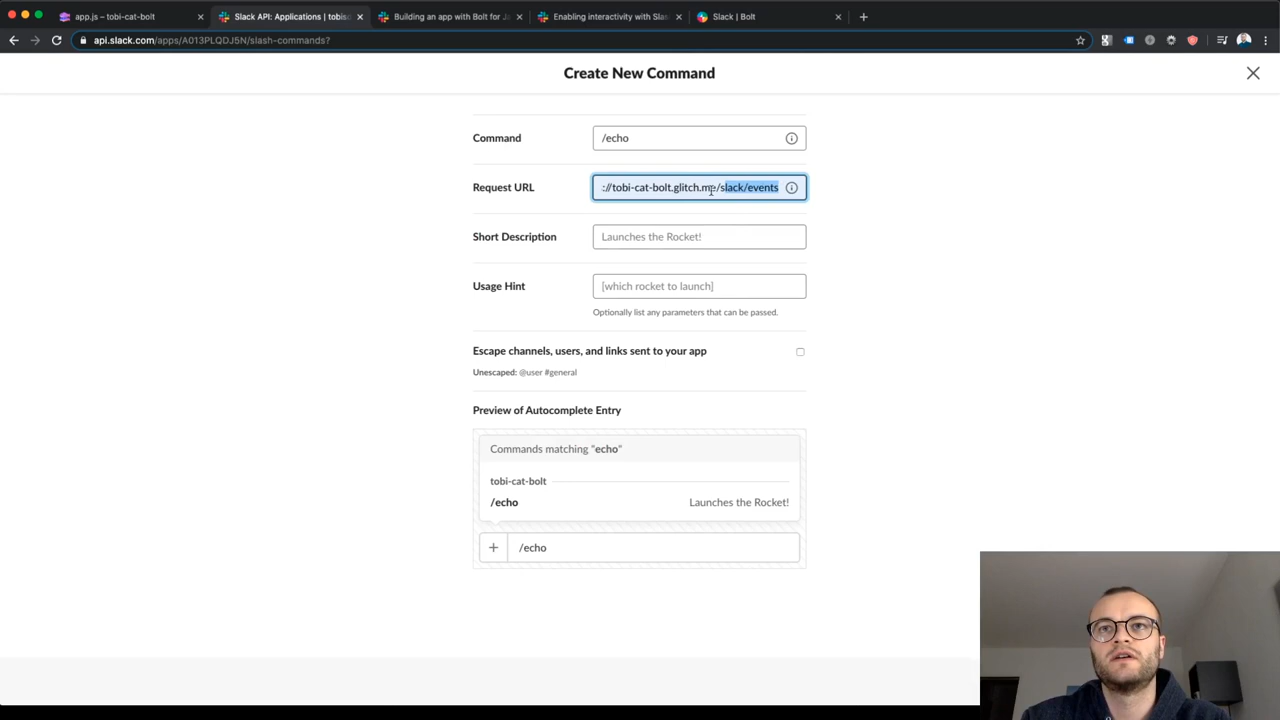 app.js – tobi-cat-bolt
Slack API: Applications | tobiso
Building an app with Bolt for J
Enabling interactivity with Slas
Slack | Bolt
api.slack.com/apps/A013PLQDJ5N/slash-commands?
Create New Command
Command
/echo
Request URL
://tobi-cat-bolt.glitch.me/slack/events
Short Description
Launches the Rocket!
Usage Hint
[which rocket to launch]
Optionally list any parameters that can be passed.
Escape channels, users, and links sent to your app
Unescaped: @user #general
Preview of Autocomplete Entry
Commands matching "echo"
tobi-cat-bolt
/echo
Launches the Rocket!
/echo